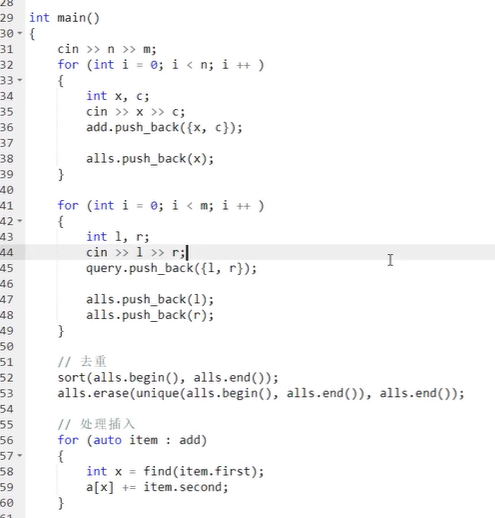 28
29 int main()
30 {
31     cin >> n >> m;
32     for (int i = 0; i < n; i ++ )
33     {
34         int x, c;
35         cin >> x >> c;
36         add.push_back({x, c});
37
38         alls.push_back(x);
39     }
40
41     for (int i = 0; i < m; i ++ )
42     {
43         int l, r;
44         cin >> l >> r;
45         query.push_back({l, r});
46
47         alls.push_back(l);
48         alls.push_back(r);
49     }
50
51     // 去重
52     sort(alls.begin(), alls.end());
53     alls.erase(unique(alls.begin(), alls.end()), alls.end());
54
55     // 处理插入
56     for (auto item : add)
57     {
58         int x = find(item.first);
59         a[x] += item.second;
60     }
61